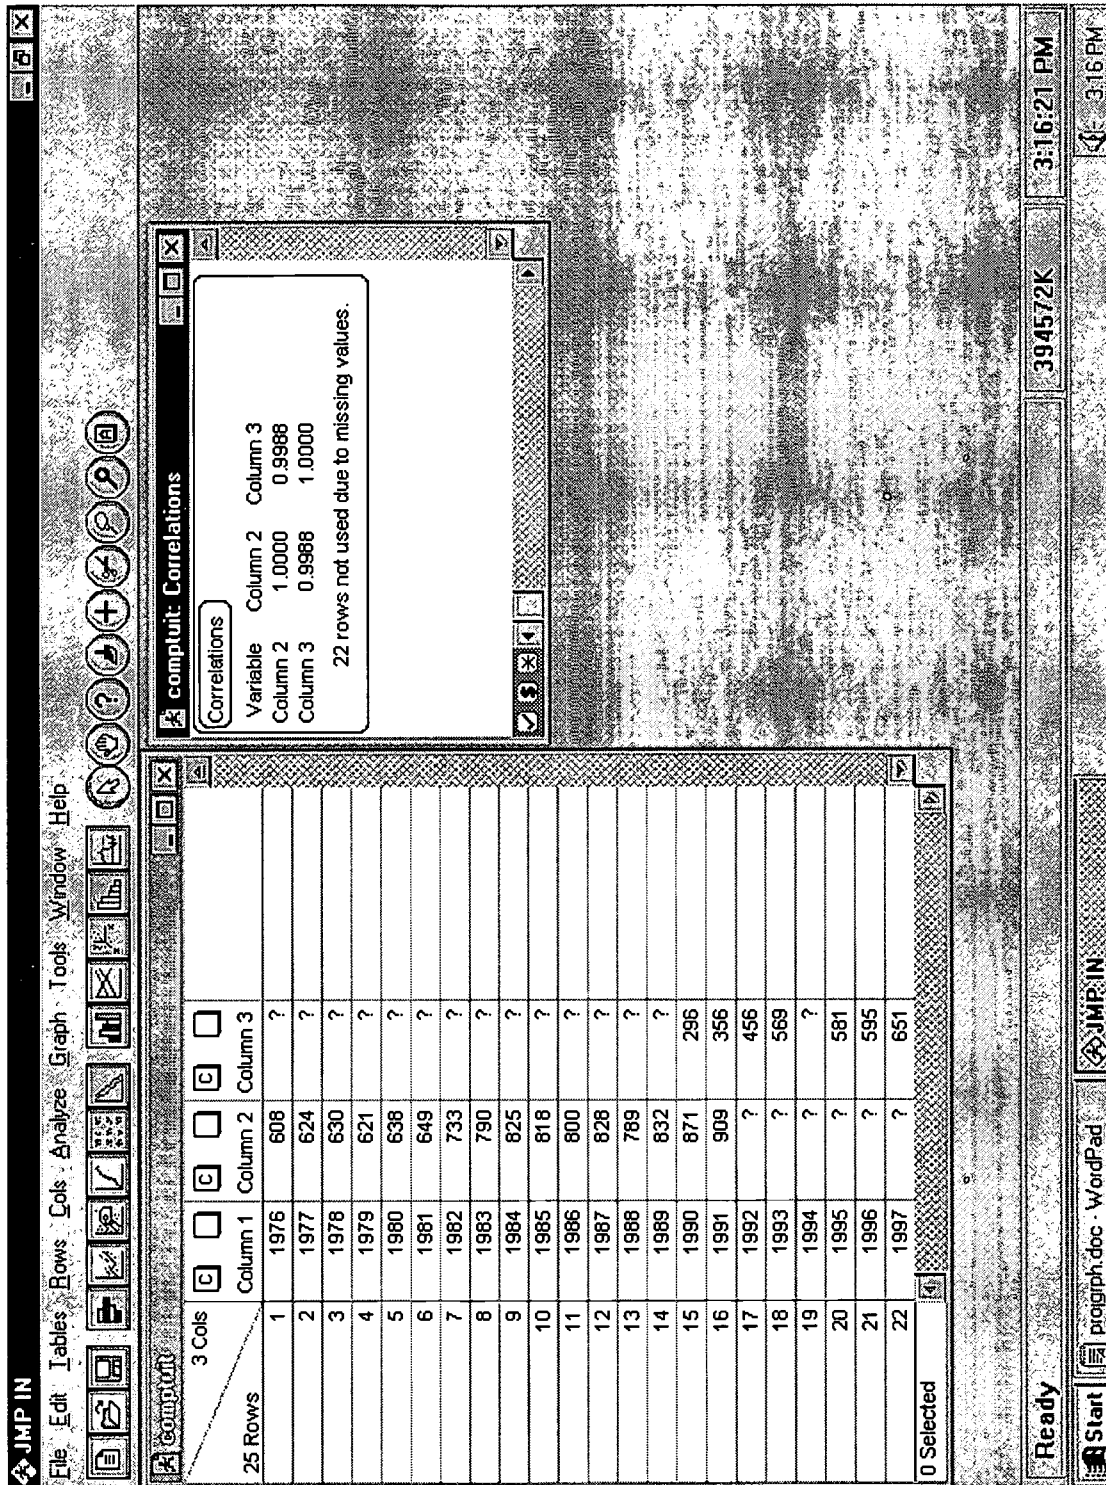 JMP IN
File Edit Tables Rows Cols Analyze Graph Tools Window Help
compuit
3 Cols
25 Rows
Column 1 Column 2 Column 3
1 1976 608 ?
2 1977 624 ?
3 1978 630 ?
4 1979 621 ?
5 1980 638 ?
6 1981 649 ?
7 1982 733 ?
8 1983 790 ?
9 1984 825 ?
10 1985 818 ?
11 1986 800 ?
12 1987 828 ?
13 1988 789 ?
14 1989 832 ?
15 1990 871 296
16 1991 909 356
17 1992 ? 456
18 1993 ? 569
19 1994 ? ?
20 1995 ? 581
21 1996 ? 595
22 1997 ? 651
0 Selected
compuit: Correlations
Correlations
Variable Column 2 Column 3
Column 2 1.0000 0.9988
Column 3 0.9988 1.0000
22 rows not used due to missing values.
Ready 394572K 3:16:21 PM
Start projgrph.doc - WordPad JMP IN 3:16 PM